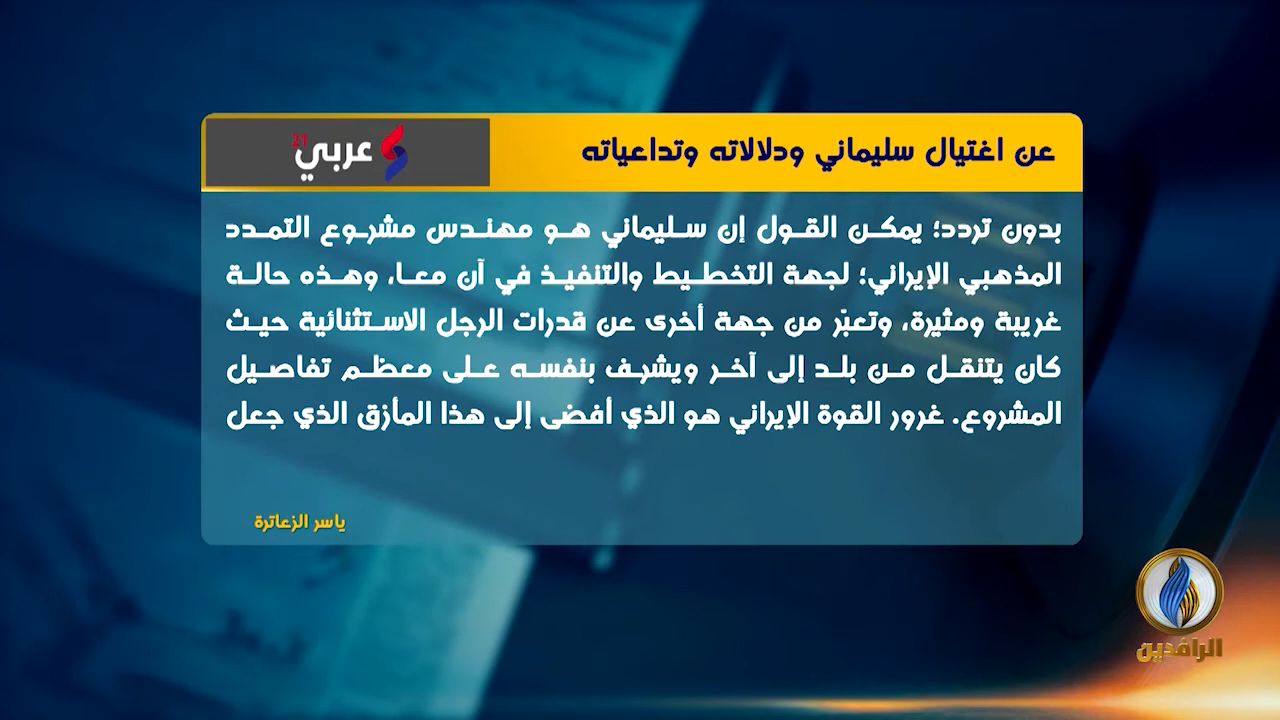 عن اغتيال سليماني ودلالاته وتداعياته
عربي21
بدون تردد؛ يمكن القول إن سليماني هو مهندس مشروع التمدد
المذهبي الإيراني؛ لجهة التخطيط والتنفيذ في آن معا، وهذه حالة
غريبة ومثيرة، وتعبّر من جهة أخرى عن قدرات الرجل الاستثنائية حيث
كان يتنقل من بلد إلى آخر ويشرف بنفسه على معظم تفاصيل
المشروع. غرور القوة الإيراني هو الذي أفضى إلى هذا المأزق الذي جعل
ياسر الزعاترة
الرافدين